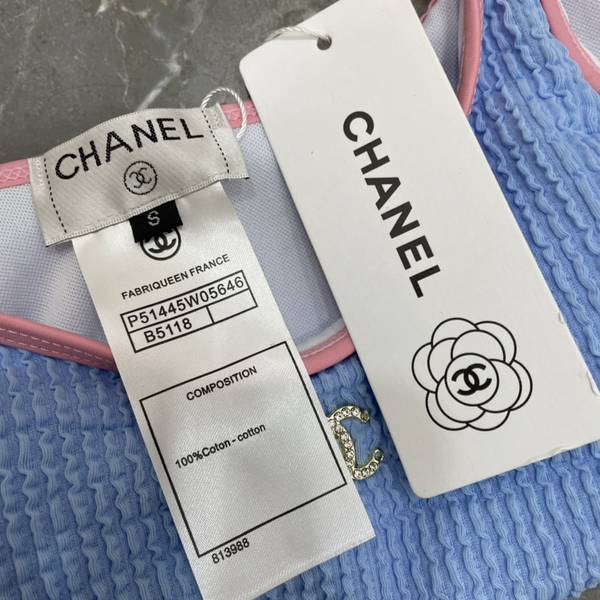 CHANEL
S
FABRIQUEEN FRANCE
P51445W05646
B5118
COMPOSITION
100%Coton - cotton
813988
CHANEL